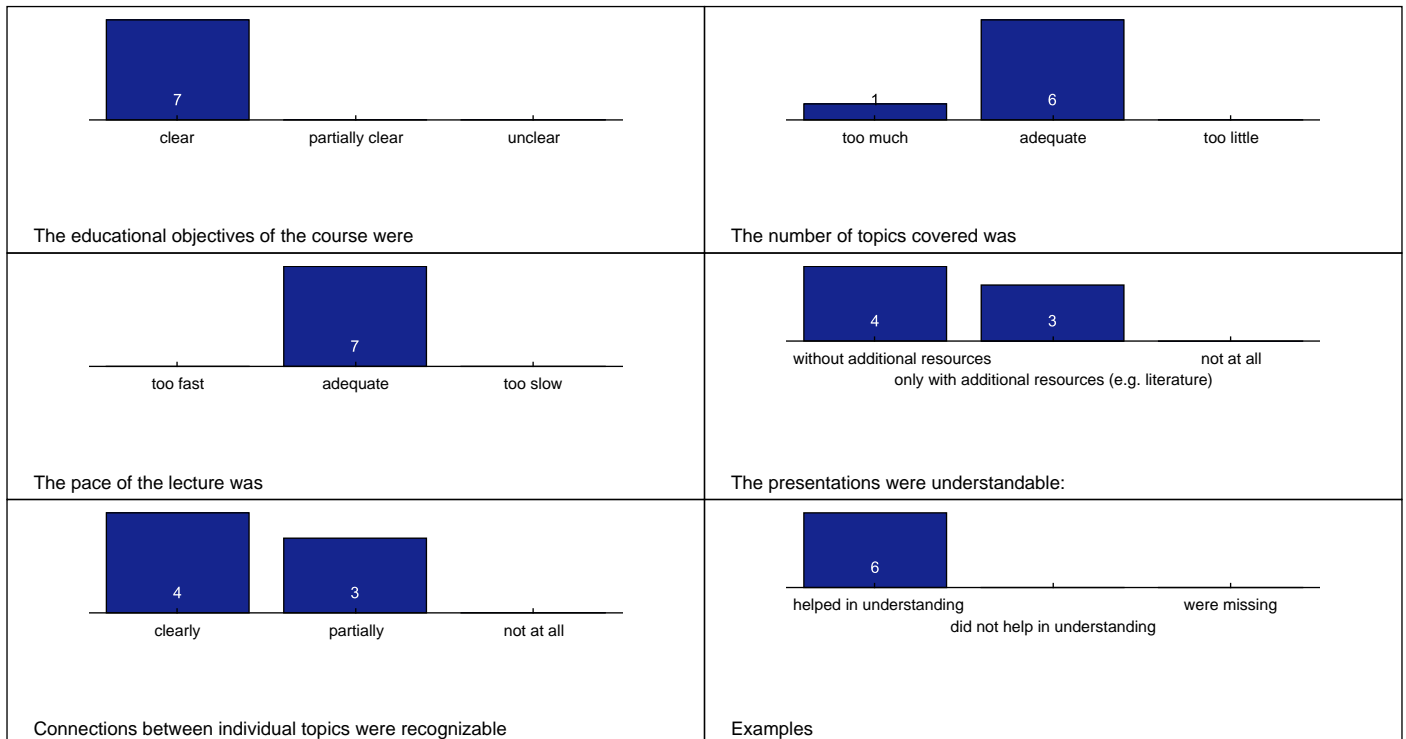 7
clear partially clear unclear
The educational objectives of the course were
1 6
too much adequate too little
The number of topics covered was
7
too fast adequate too slow
The pace of the lecture was
4 3
without additional resources not at all
only with additional resources (e.g. literature)
The presentations were understandable:
4 3
clearly partially not at all
Connections between individual topics were recognizable
6
helped in understanding were missing
did not help in understanding
Examples